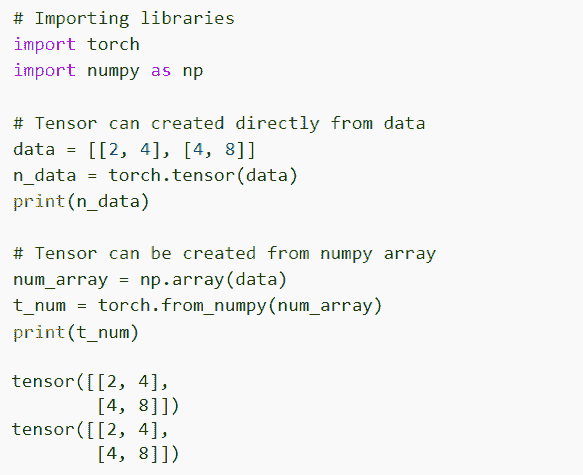 # Importing libraries
import torch
import numpy as np
# Tensor can created directly from data
data = [[2, 4], [4, 8]]
n_data = torch.tensor(data)
print(n_data)
# Tensor can be created from numpy array
num_array = np.array(data)
t_num = torch.from_numpy(num_array)
print(t_num)
tensor([[2, 4],
        [4, 8]])
tensor([[2, 4],
        [4, 8]])